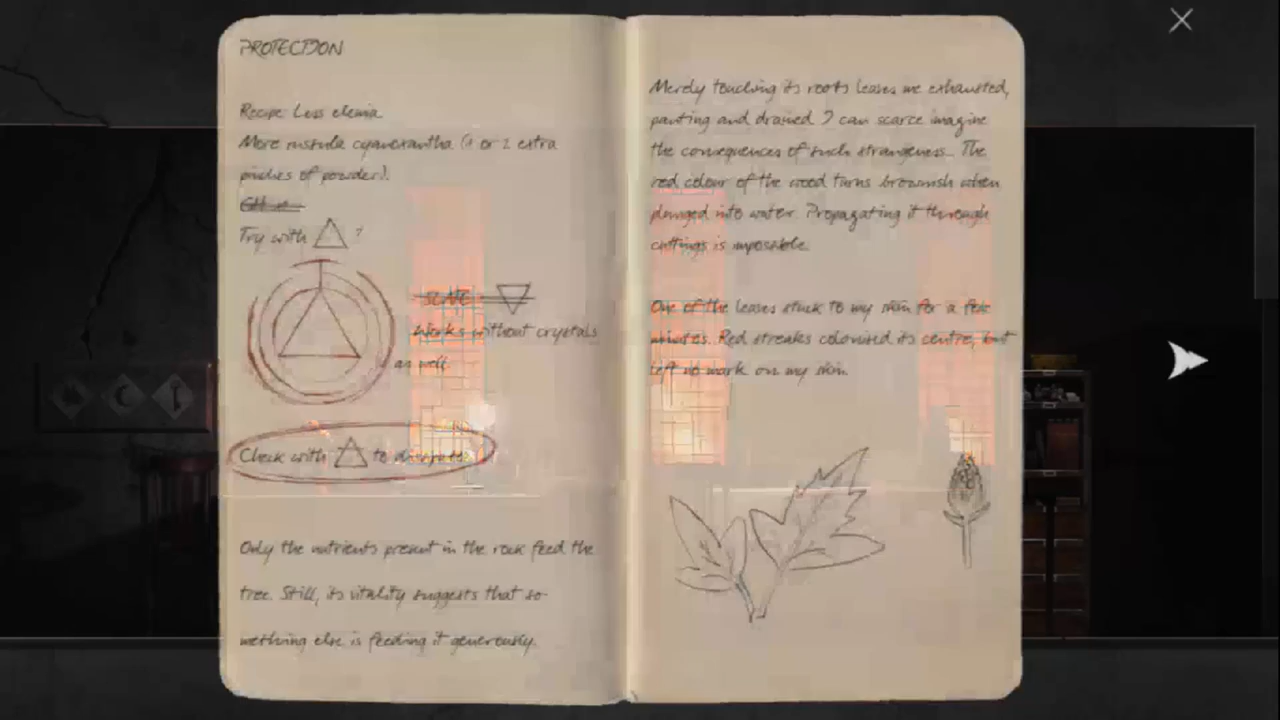 PROTECTION
Recipe: Less elemia.
More russula cyanoxantha (1 or 2 extra
pinches of powder).
Try with ?
Works without crystals
as well.
Check with to
Only the nutrients present in the rock feed the
tree. Still, its vitality suggests that so-
mething else is feeding it generously.
Merely touching its roots leaves me exhausted,
panting and drained. I can scarce imagine
the consequences of such strangeness... The
red colour of the wood turns brownish when
plunged into water. Propagating it through
cuttings is impossible.
One of the leaves stuck to my skin for a few
minutes. Red streaks colonised its centre, but
left no mark on my skin.